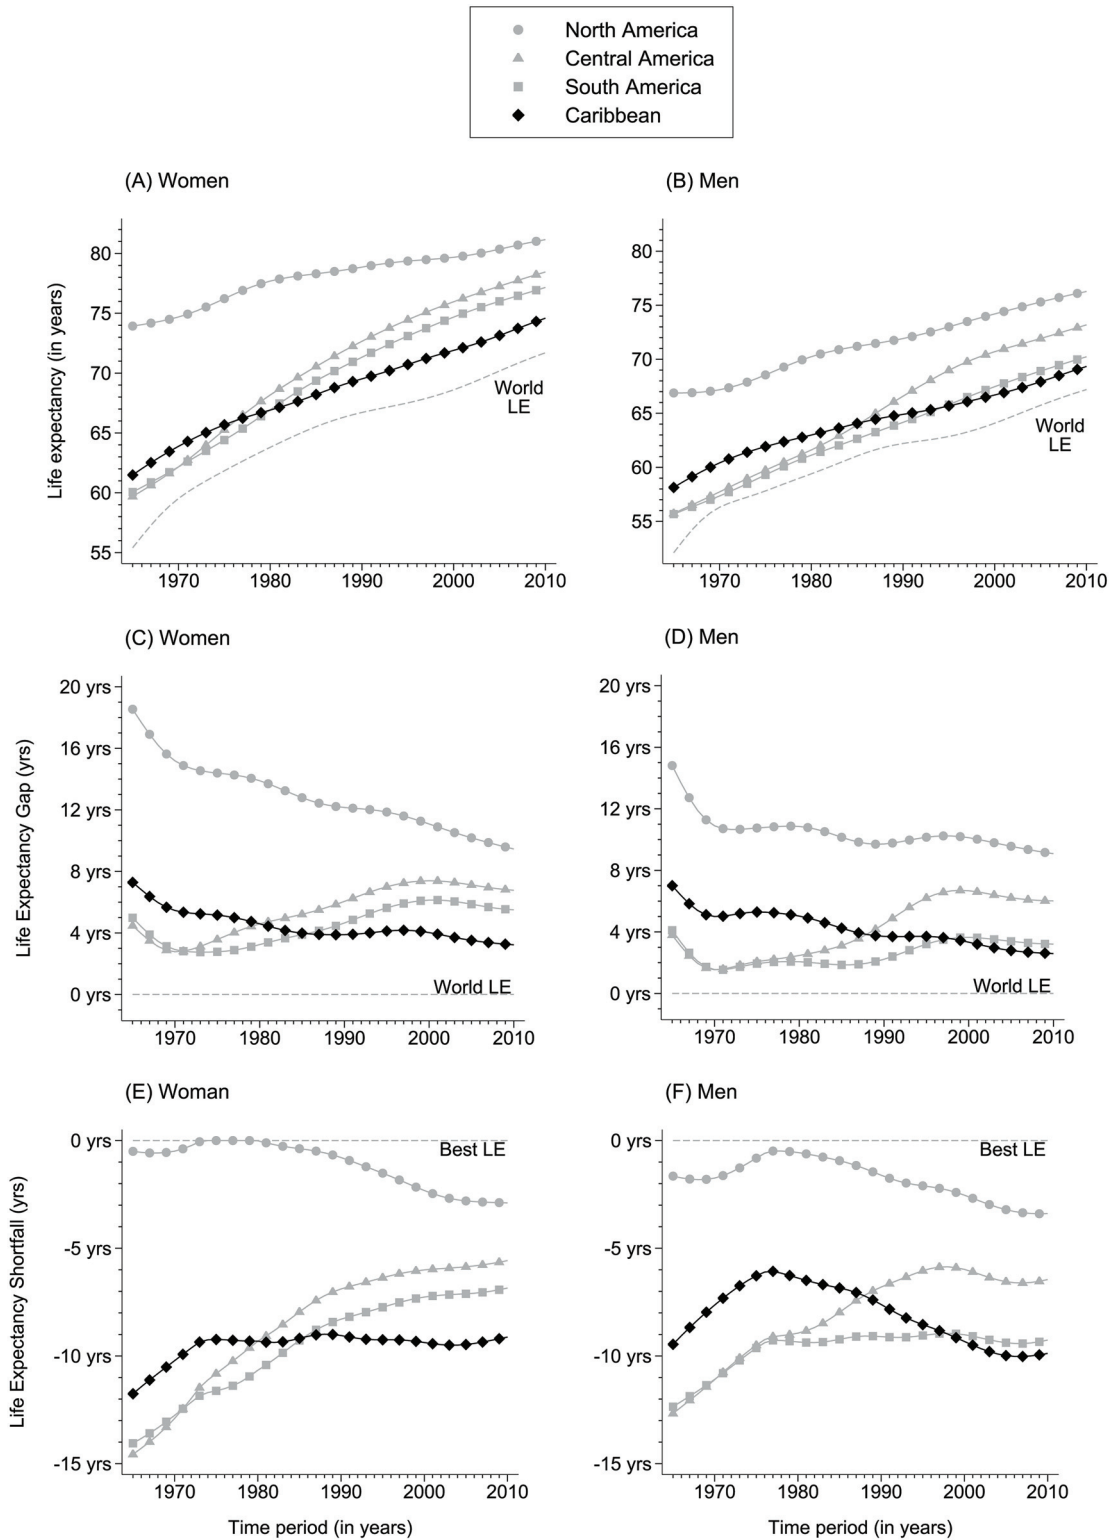 North America
Central America
South America
Caribbean
(A) Women
Life expectancy (in years)
80
75
70
65
60
55
World
LE
1970 1980 1990 2000 2010
(B) Men
80
75
70
65
60
55
World
LE
1970 1980 1990 2000 2010
(C) Women
Life Expectancy Gap (yrs)
20 yrs
16 yrs
12 yrs
8 yrs
4 yrs
0 yrs
World LE
1970 1980 1990 2000 2010
(D) Men
20 yrs
16 yrs
12 yrs
8 yrs
4 yrs
0 yrs
World LE
1970 1980 1990 2000 2010
(E) Woman
Life Expectancy Shortfall (yrs)
0 yrs
-5 yrs
-10 yrs
-15 yrs
Best LE
1970 1980 1990 2000 2010
Time period (in years)
(F) Men
0 yrs
-5 yrs
-10 yrs
-15 yrs
Best LE
1970 1980 1990 2000 2010
Time period (in years)